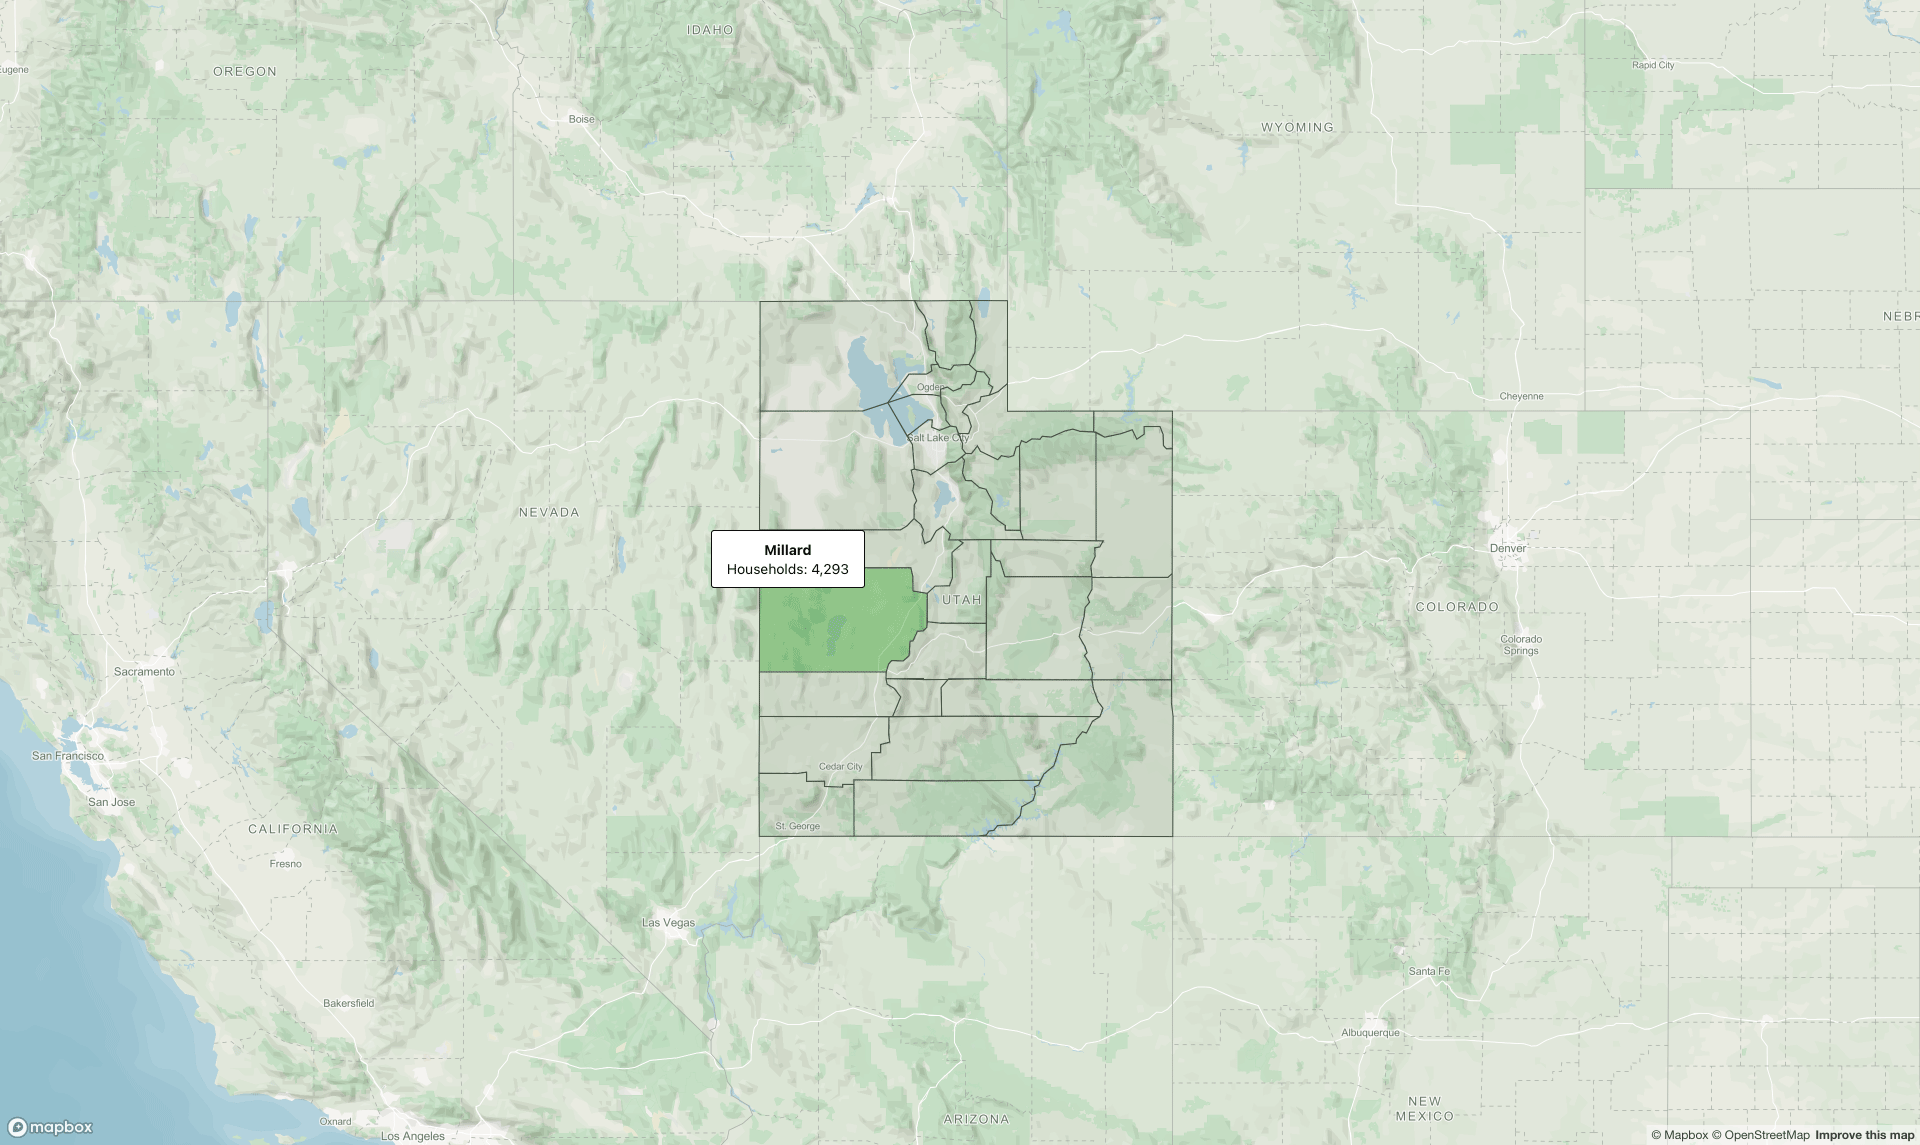 IDAHO
OREGON
Eugene
Rapid City
Boise
WYOMING
NEBR
Ogden
Cheyenne
Salt Lake City
NEVADA
Millard
Households: 4,293
Denver
UTAH
COLORADO
Colorado
Springs
Sacramento
San Francisco
Cedar City
San Jose
St. George
CALIFORNIA
Fresno
Las Vegas
Santa Fe
Bakersfield
Albuquerque
NEW
MEXICO
ARIZONA
Oxnard
Los Angeles
mapbox
© Mapbox © OpenStreetMap Improve this map